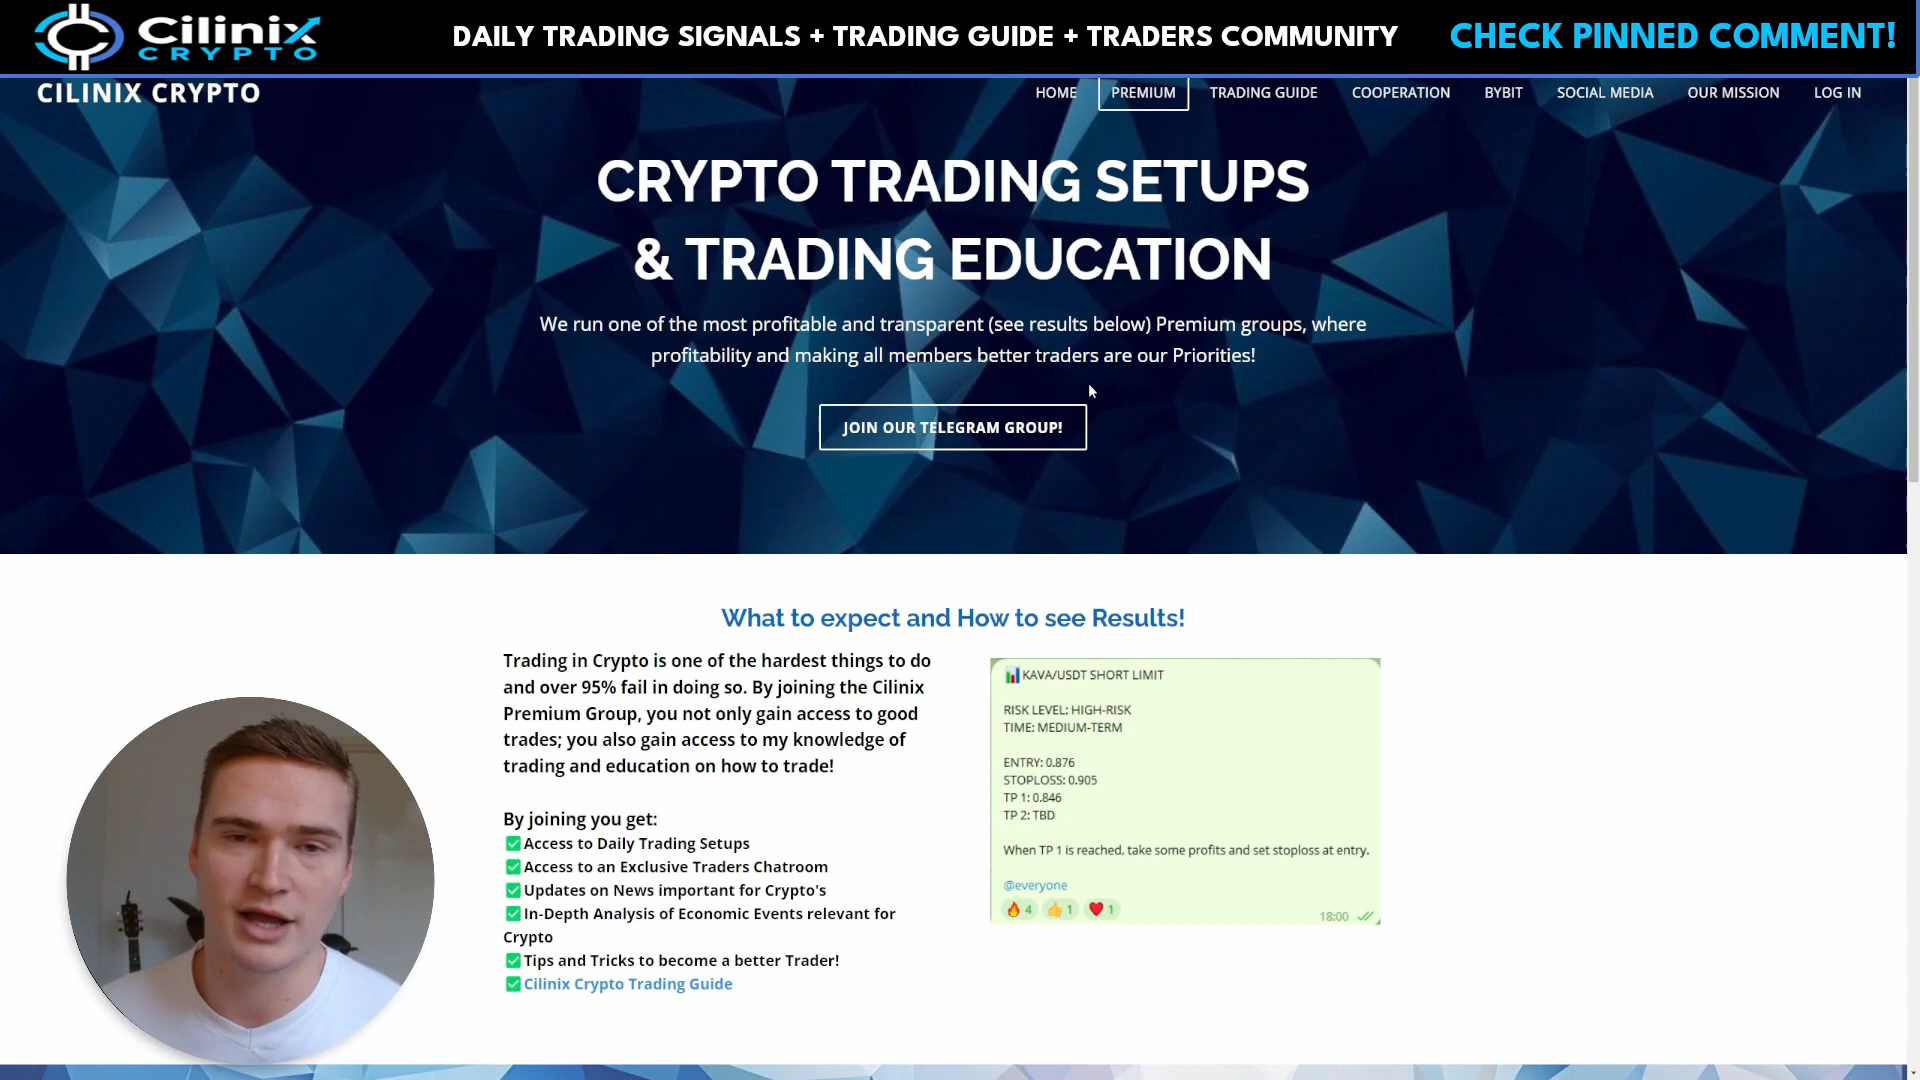 Cilinix
CRYPTO
DAILY TRADING SIGNALS + TRADING GUIDE + TRADERS COMMUNITY
CHECK PINNED COMMENT!
CILINIX CRYPTO
HOME
PREMIUM
TRADING GUIDE
COOPERATION
BYBIT
SOCIAL MEDIA
OUR MISSION
LOG IN
CRYPTO TRADING SETUPS
& TRADING EDUCATION
We run one of the most profitable and transparent (see results below) Premium groups, where
profitability and making all members better traders are our Priorities!
JOIN OUR TELEGRAM GROUP!
What to expect and How to see Results!
Trading in Crypto is one of the hardest things to do
and over 95% fail in doing so. By joining the Cilinix
Premium Group, you not only gain access to good
trades; you also gain access to my knowledge of
trading and education on how to trade!
By joining you get:
✅Access to Daily Trading Setups
✅Access to an Exclusive Traders Chatroom
✅Updates on News important for Crypto's
✅In-Depth Analysis of Economic Events relevant for
Crypto
✅Tips and Tricks to become a better Trader!
✅Cilinix Crypto Trading Guide
📊KAVA/USDT SHORT LIMIT
RISK LEVEL: HIGH-RISK
TIME: MEDIUM-TERM
ENTRY: 0.876
STOPLOSS: 0.905
TP 1: 0.846
TP 2: TBD
When TP 1 is reached, take some profits and set stoploss at entry.
@everyone
🔥 4 👍 1 ❤️ 1
18:00